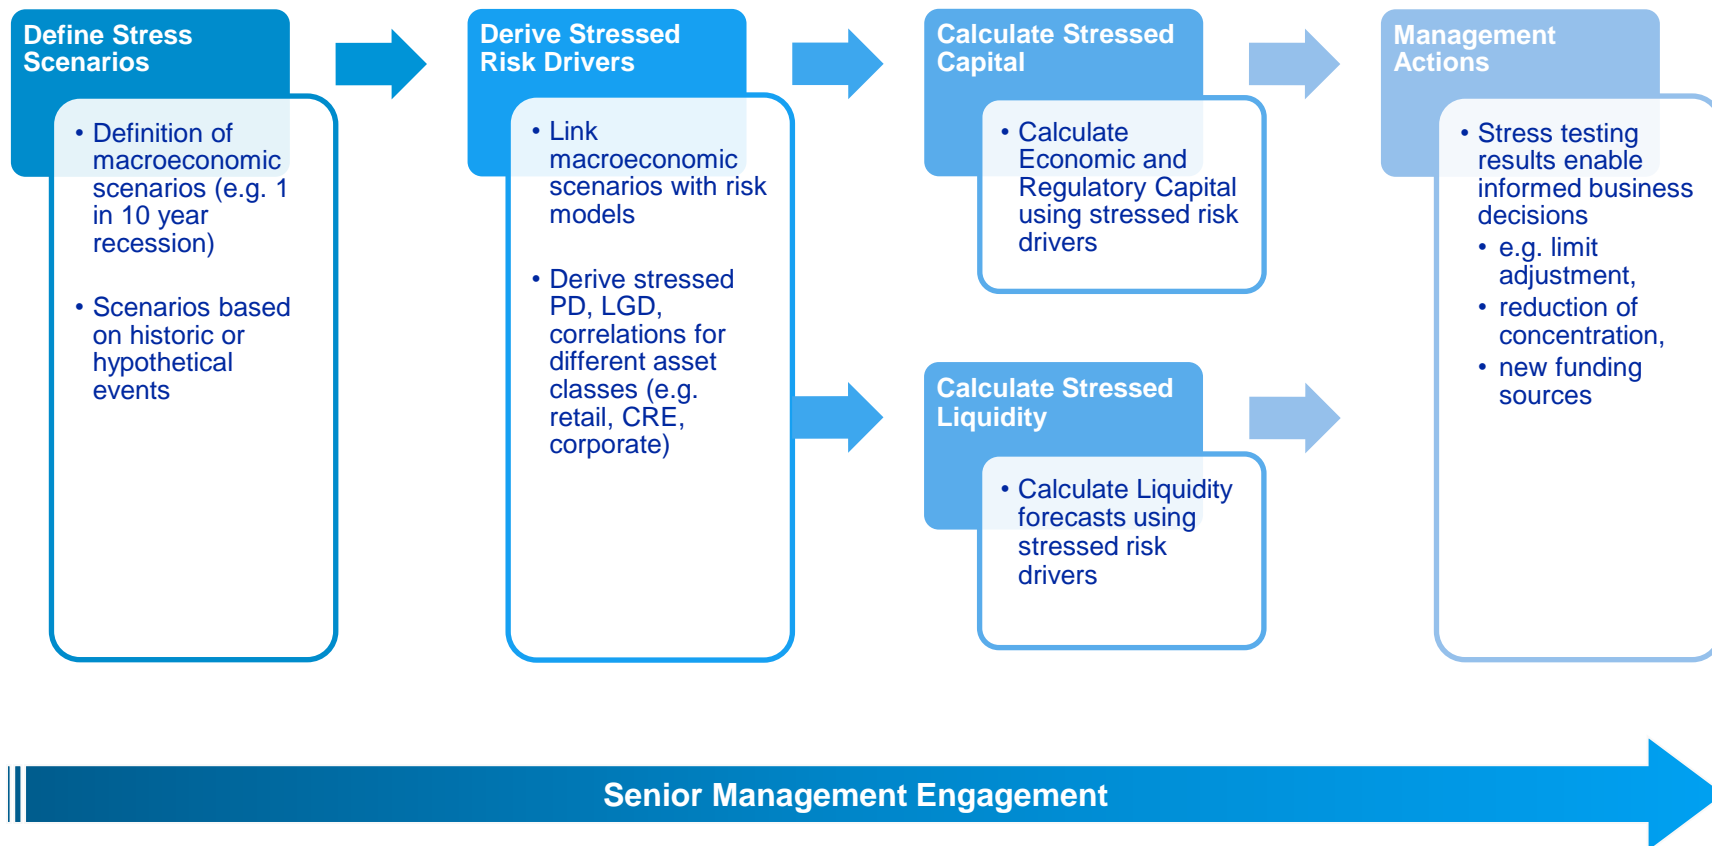 Define Stress
Scenarios
• Definition of
macroeconomic
scenarios (e.g. 1
in 10 year
recession)
• Scenarios based
on historic or
hypothetical
events
Derive Stressed
Risk Drivers
• Link
macroeconomic
scenarios with risk
models
• Derive stressed
PD, LGD,
correlations for
different asset
classes (e.g.
retail, CRE,
corporate)
Calculate Stressed
Capital
• Calculate
Economic and
Regulatory Capital
using stressed risk
drivers
Calculate Stressed
Liquidity
• Calculate Liquidity
forecasts using
stressed risk
drivers
Management
Actions
• Stress testing
results enable
informed business
decisions
• e.g. limit
adjustment,
• reduction of
concentration,
• new funding
sources
Senior Management Engagement